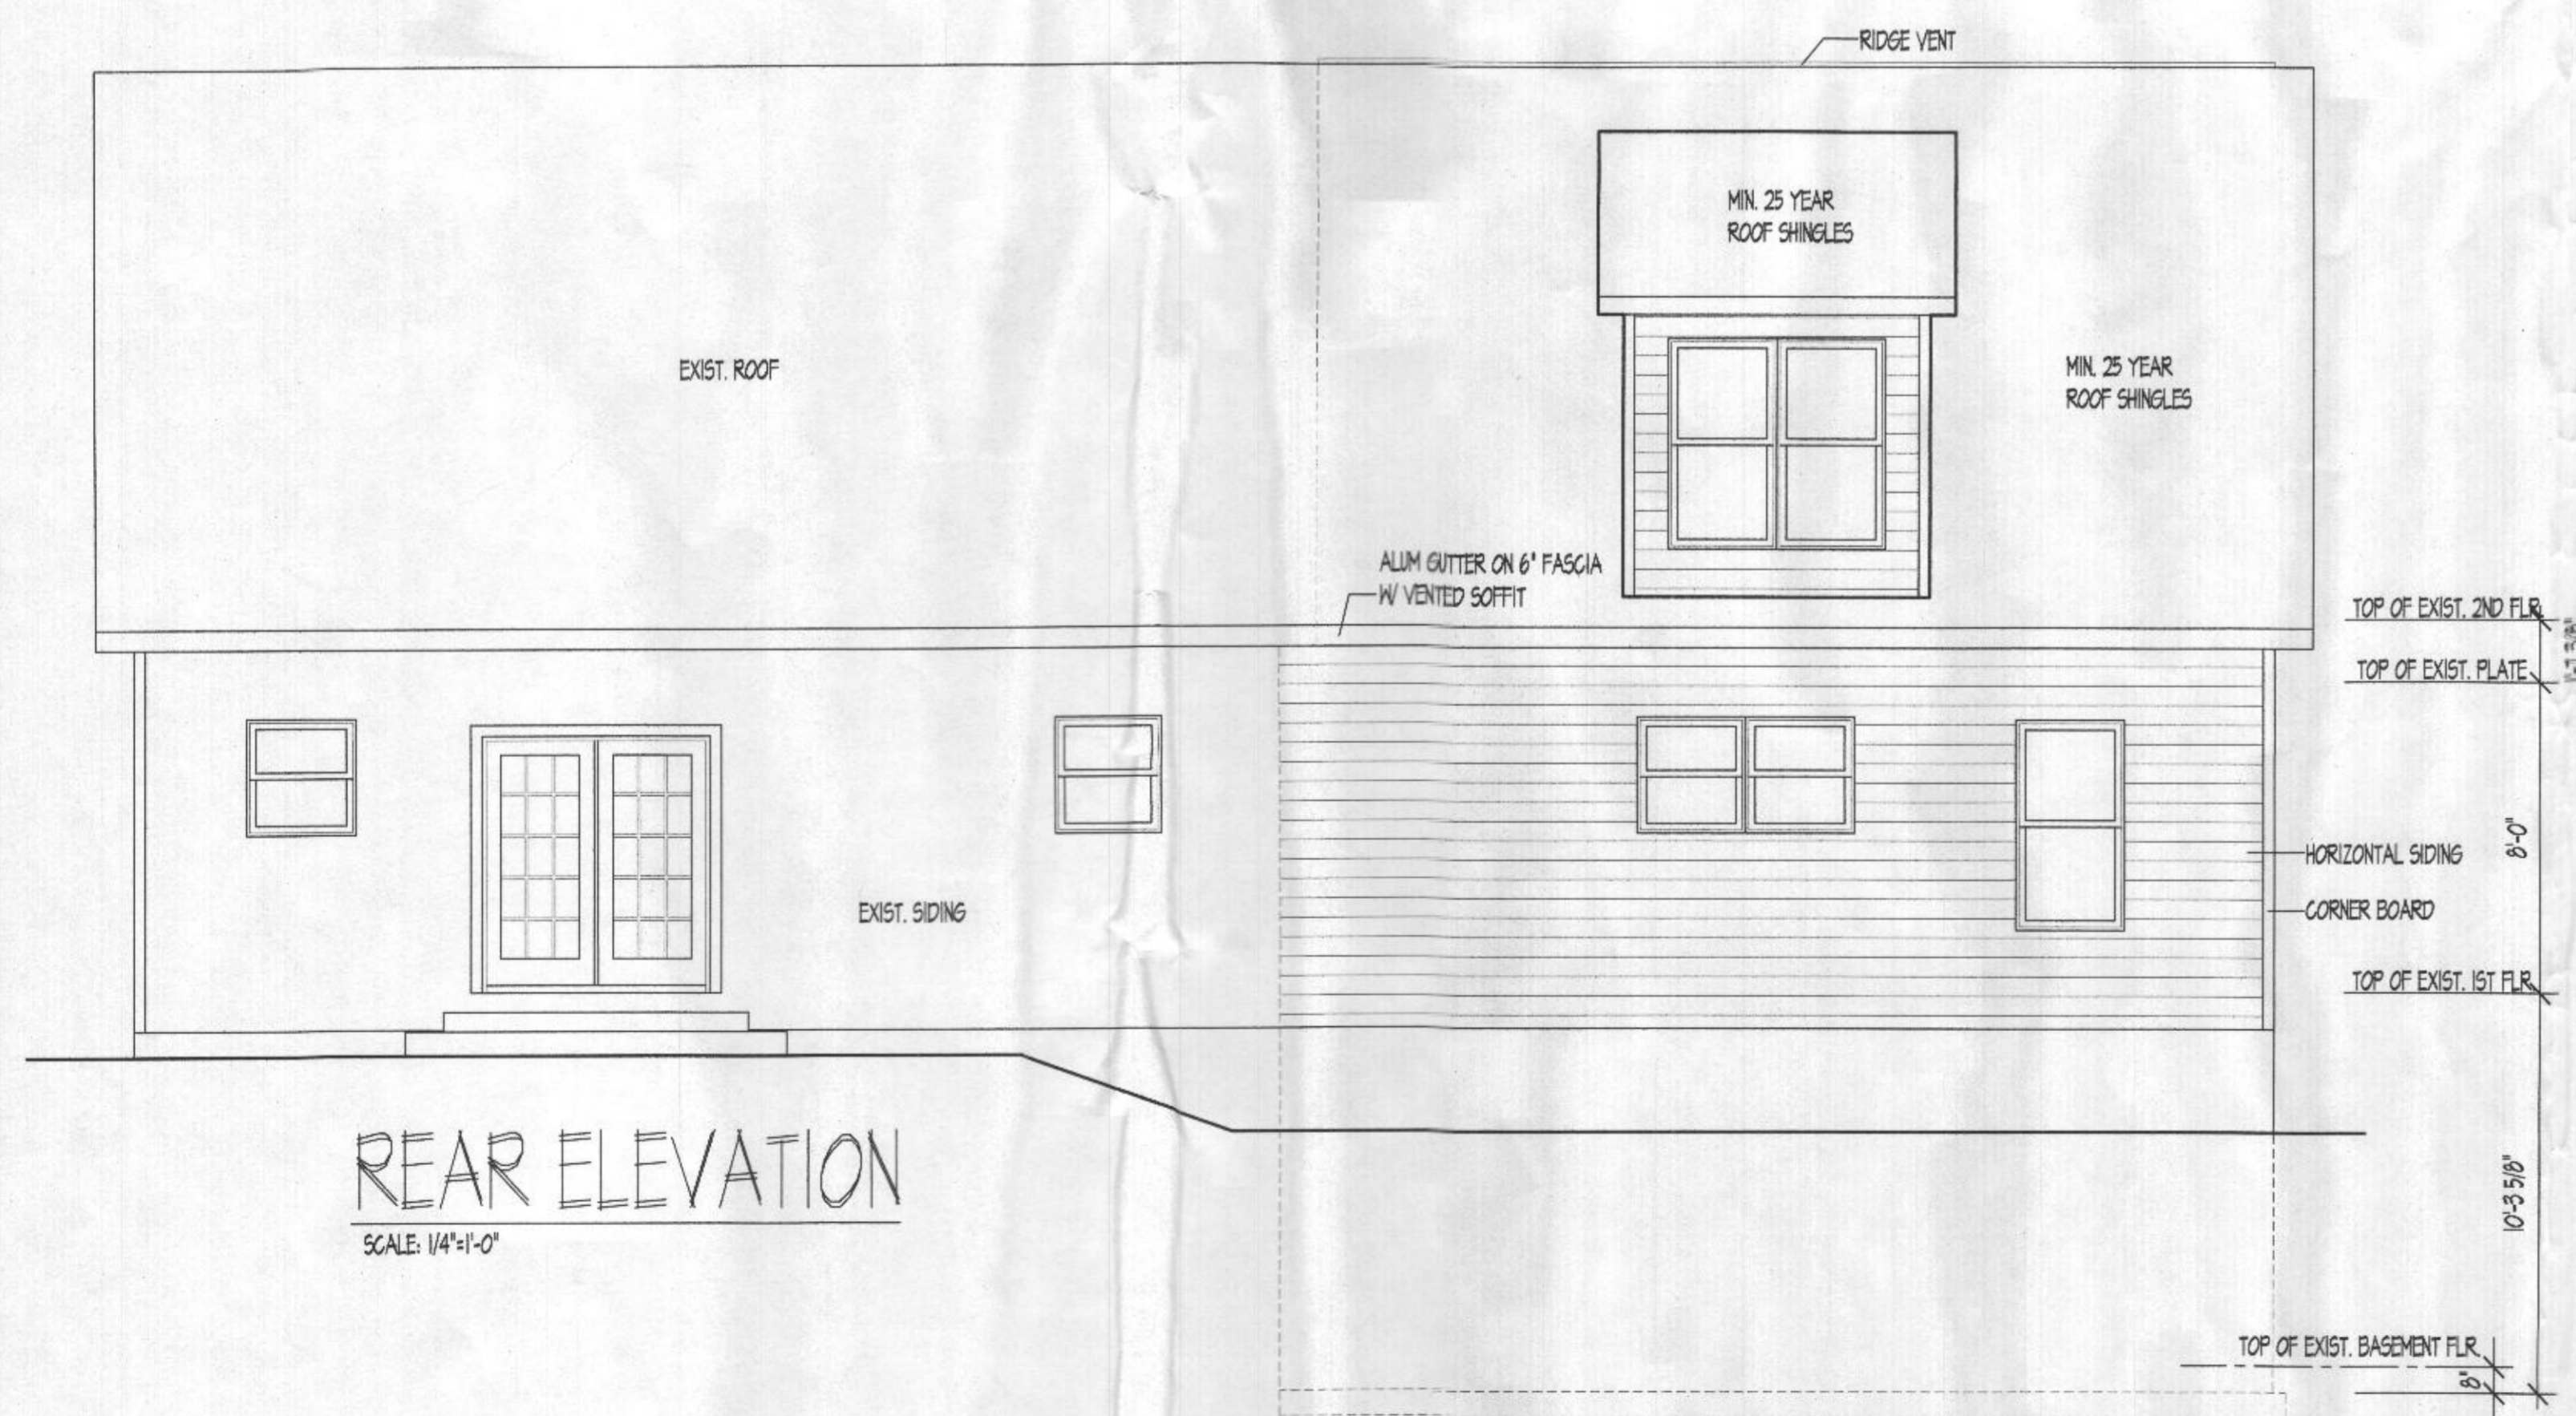 RIDGE VENT
MIN. 25 YEAR
ROOF SHINGLES
EXIST. ROOF
MIN. 25 YEAR
ROOF SHINGLES
ALUM GUTTER ON 6" FASCIA
W/ VENTED SOFFIT
TOP OF EXIST. 2ND FLR.
TOP OF EXIST. PLATE
8'-0"
HORIZONTAL SIDING
EXIST. SIDING
CORNER BOARD
TOP OF EXIST. 1ST FLR.
REAR ELEVATION
SCALE: 1/4"=1'-0"
10'-3 5/8"
TOP OF EXIST. BASEMENT FLR.
8"